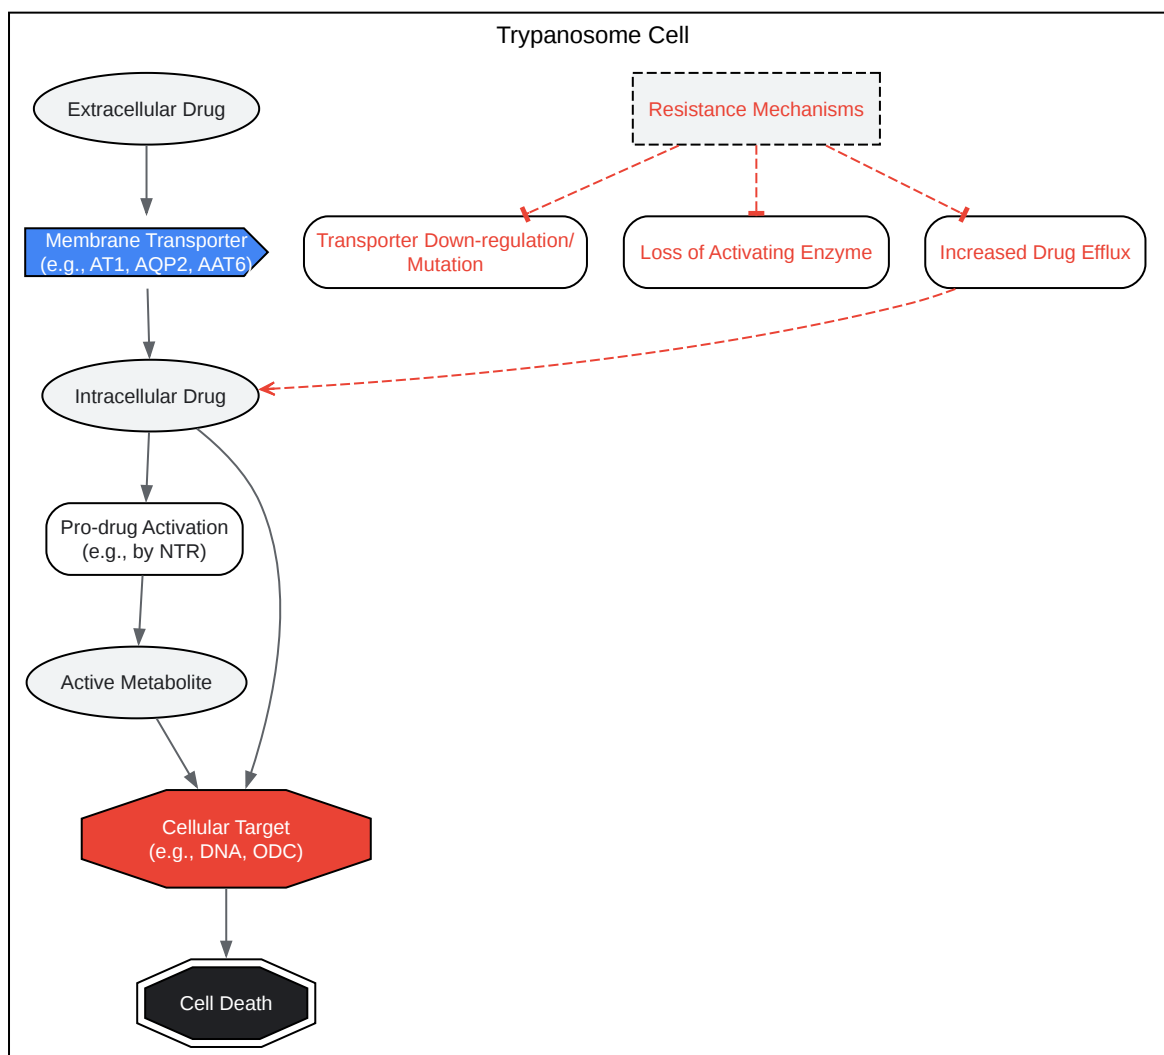 Trypanosome Cell
Extracellular Drug
Resistance Mechanisms
Membrane Transporter
(e.g., AT1, AQP2, AAT6)
Transporter Down-regulation/
Mutation
Loss of Activating Enzyme
Increased Drug Efflux
Intracellular Drug
Pro-drug Activation
(e.g., by NTR)
Active Metabolite
Cellular Target
(e.g., DNA, ODC)
Cell Death